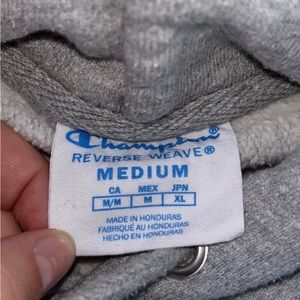 Champion®
REVERSE WEAVE®
MEDIUM
CA MEX JPN
M/M M XL
MADE IN HONDURAS
FABRIQUÉ AU HONDURAS
HECHO EN HONDURAS